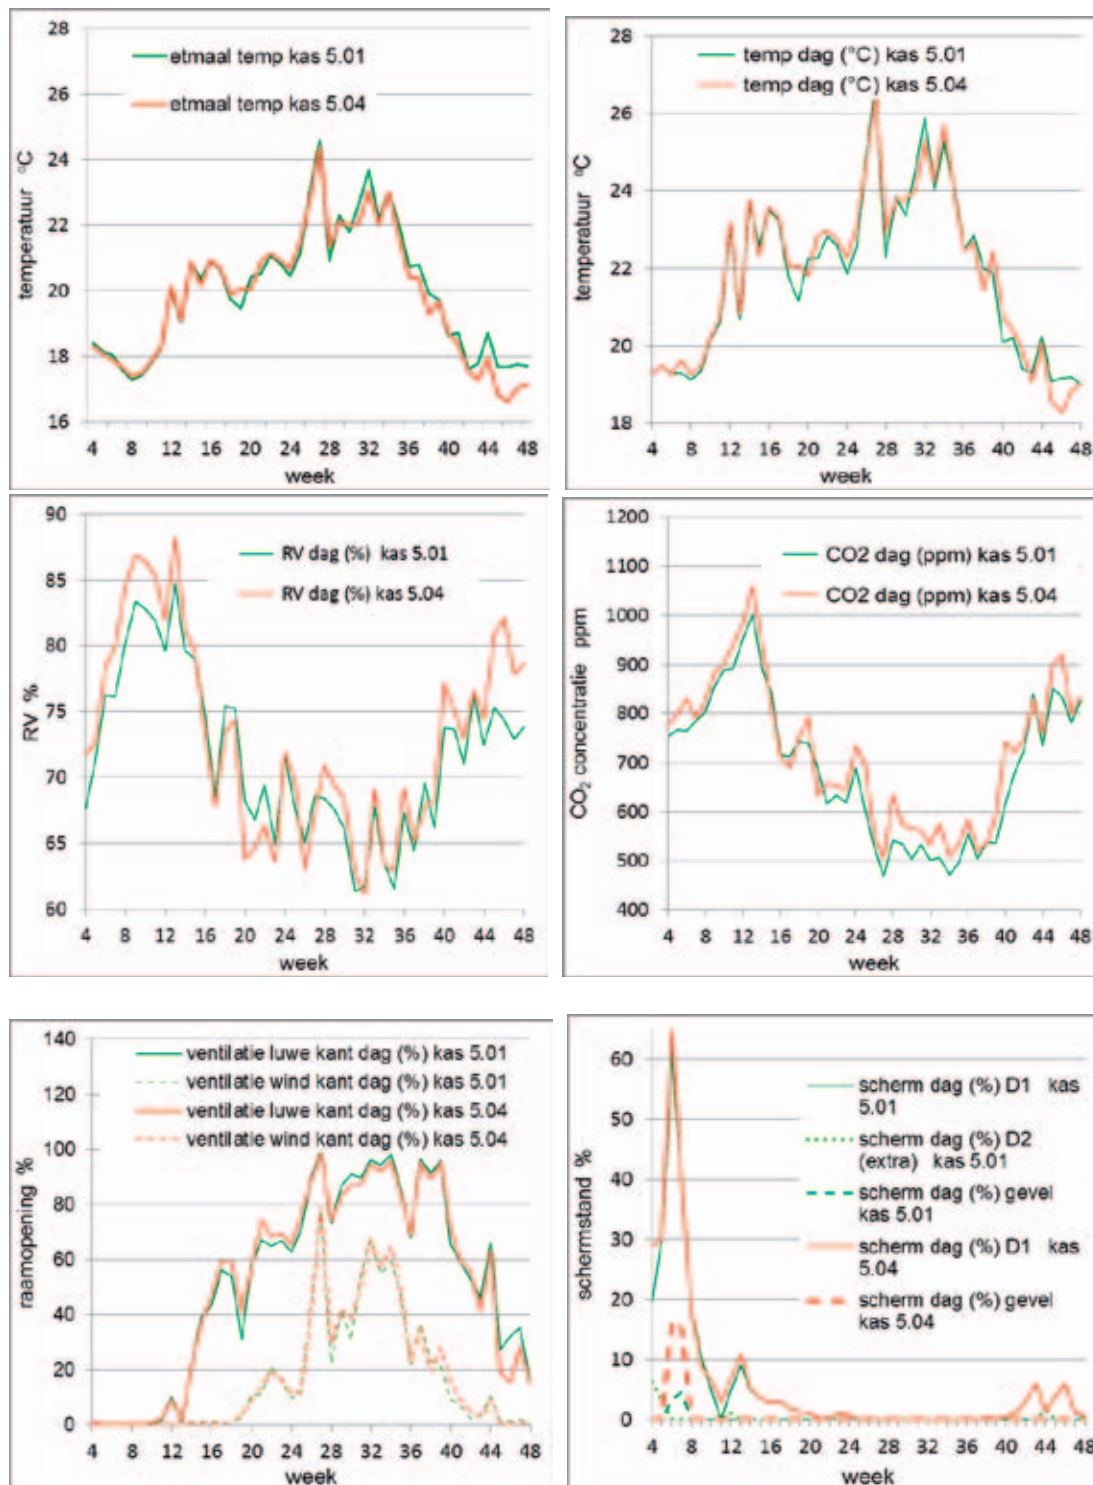 28
26
24
22
20
18
16
temperatuur °C
etmaal temp kas 5.01
etmaal temp kas 5.04
4 8 12 16 20 24 28 32 36 40 44 48
week
28
26
24
22
20
18
temperatuur °C
temp dag (°C) kas 5.01
temp dag (°C) kas 5.04
4 8 12 16 20 24 28 32 36 40 44 48
week
90
85
80
75
70
65
60
RV %
RV dag (%) kas 5.01
RV dag (%) kas 5.04
4 8 12 16 20 24 28 32 36 40 44 48
week
1200
1100
1000
900
800
700
600
500
400
CO₂ concentratie ppm
CO2 dag (ppm) kas 5.01
CO2 dag (ppm) kas 5.04
4 8 12 16 20 24 28 32 36 40 44 48
week
140
120
100
80
60
40
20
0
raamopening %
ventilatie luwe kant dag (%) kas 5.01
ventilatie wind kant dag (%) kas 5.01
ventilatie luwe kant dag (%) kas 5.04
ventilatie wind kant dag (%) kas 5.04
4 8 12 16 20 24 28 32 36 40 44 48
week
60
50
40
30
20
10
0
schermstand %
scherm dag (%) D1 kas
5.01
scherm dag (%) D2
(extra) kas 5.01
scherm dag (%) gevel
kas 5.01
scherm dag (%) D1 kas
5.04
scherm dag (%) gevel
kas 5.04
4 8 12 16 20 24 28 32 36 40 44 48
week